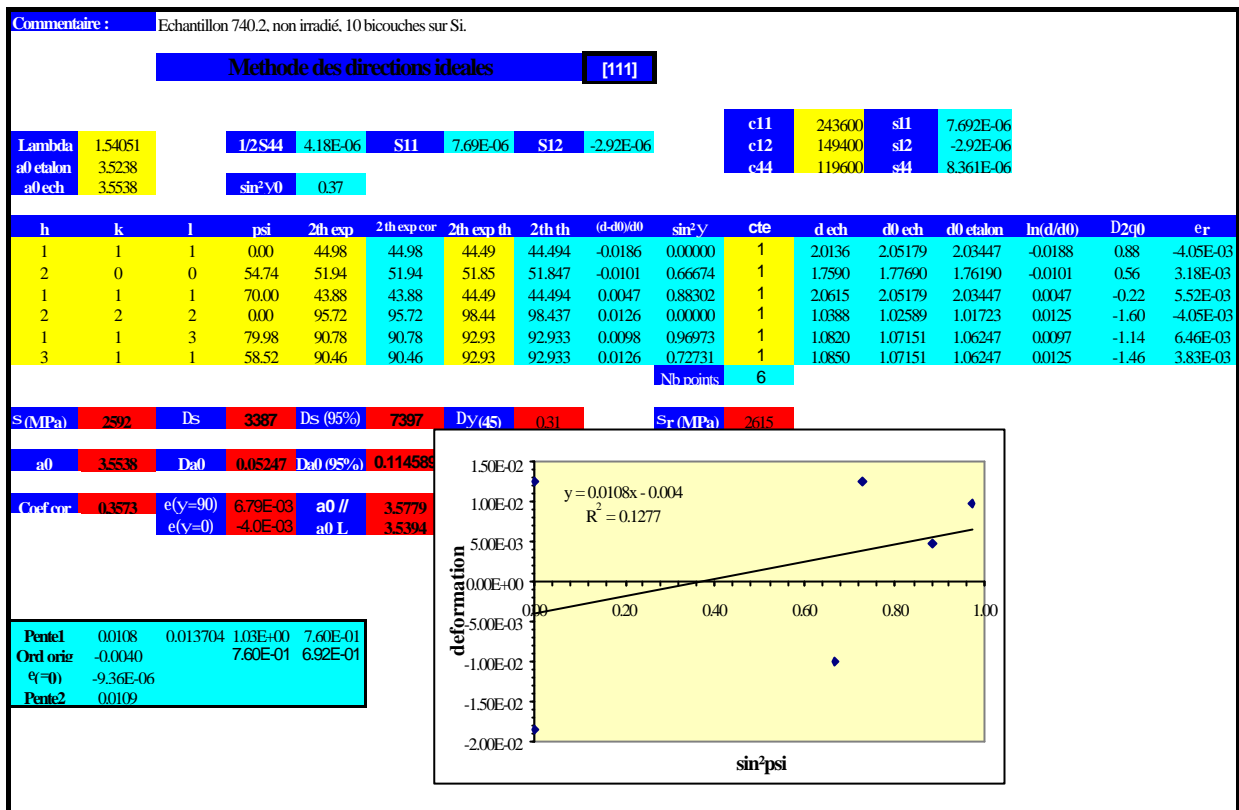 Commentaire : Echantillon 740.2, non irradié, 10 bicouches sur Si.
Methode des directions ideales [111]
c11 243600 s11 7.692E-06
Lambda 1.54051 1/2 S44 4.18E-06 S11 7.69E-06 S12 -2.92E-06 c12 149400 s12 -2.92E-06
a0 etalon 3.5238 c44 119600 s44 8.361E-06
a0 ech 3.5538 sin²y0 0.37
h k l psi 2th exp 2 th exp cor 2th exp th 2th th (d-d0)/d0 sin²y cte d ech d0 ech d0 etalon ln(d/d0) D2q0 er
1 1 1 0.00 44.98 44.98 44.49 44.494 -0.0186 0.00000 1 2.0136 2.05179 2.03447 -0.0188 0.88 -4.05E-03
2 0 0 54.74 51.94 51.94 51.85 51.847 -0.0101 0.66674 1 1.7590 1.77690 1.76190 -0.0101 0.56 3.18E-03
1 1 1 70.00 43.88 43.88 44.49 44.494 0.0047 0.88302 1 2.0615 2.05179 2.03447 0.0047 -0.22 5.52E-03
2 2 2 0.00 95.72 95.72 98.44 98.437 0.0126 0.00000 1 1.0388 1.02589 1.01723 0.0125 -1.60 -4.05E-03
1 1 3 79.98 90.78 90.78 92.93 92.933 0.0098 0.96973 1 1.0820 1.07151 1.06247 0.0097 -1.14 6.46E-03
3 1 1 58.52 90.46 90.46 92.93 92.933 0.0126 0.72731 1 1.0850 1.07151 1.06247 0.0125 -1.46 3.83E-03
Nb points 6
s (MPa) 2592 Ds 3387 Ds (95%) 7397 Dy(45) 0.31 sr (MPa) 2615
a0 3.5538 Da0 0.05247 Da0 (95%) 0.114589
Coef cor 0.3573 e(y=90) 6.79E-03 a0 // 3.5779
e(y=0) -4.0E-03 a0 L 3.5394
1.50E-02
1.00E-02
5.00E-03
0.00E+00
-5.00E-03
-1.00E-02
-1.50E-02
-2.00E-02
y = 0.0108x - 0.004
R² = 0.1277
0.00 0.20 0.40 0.60 0.80 1.00
deformation
sin²psi
Pente1 0.0108 0.013704 1.03E+00 7.60E-01
Ord orig -0.0040 7.60E-01 6.92E-01
e(=0) -9.36E-06
Pente2 0.0109